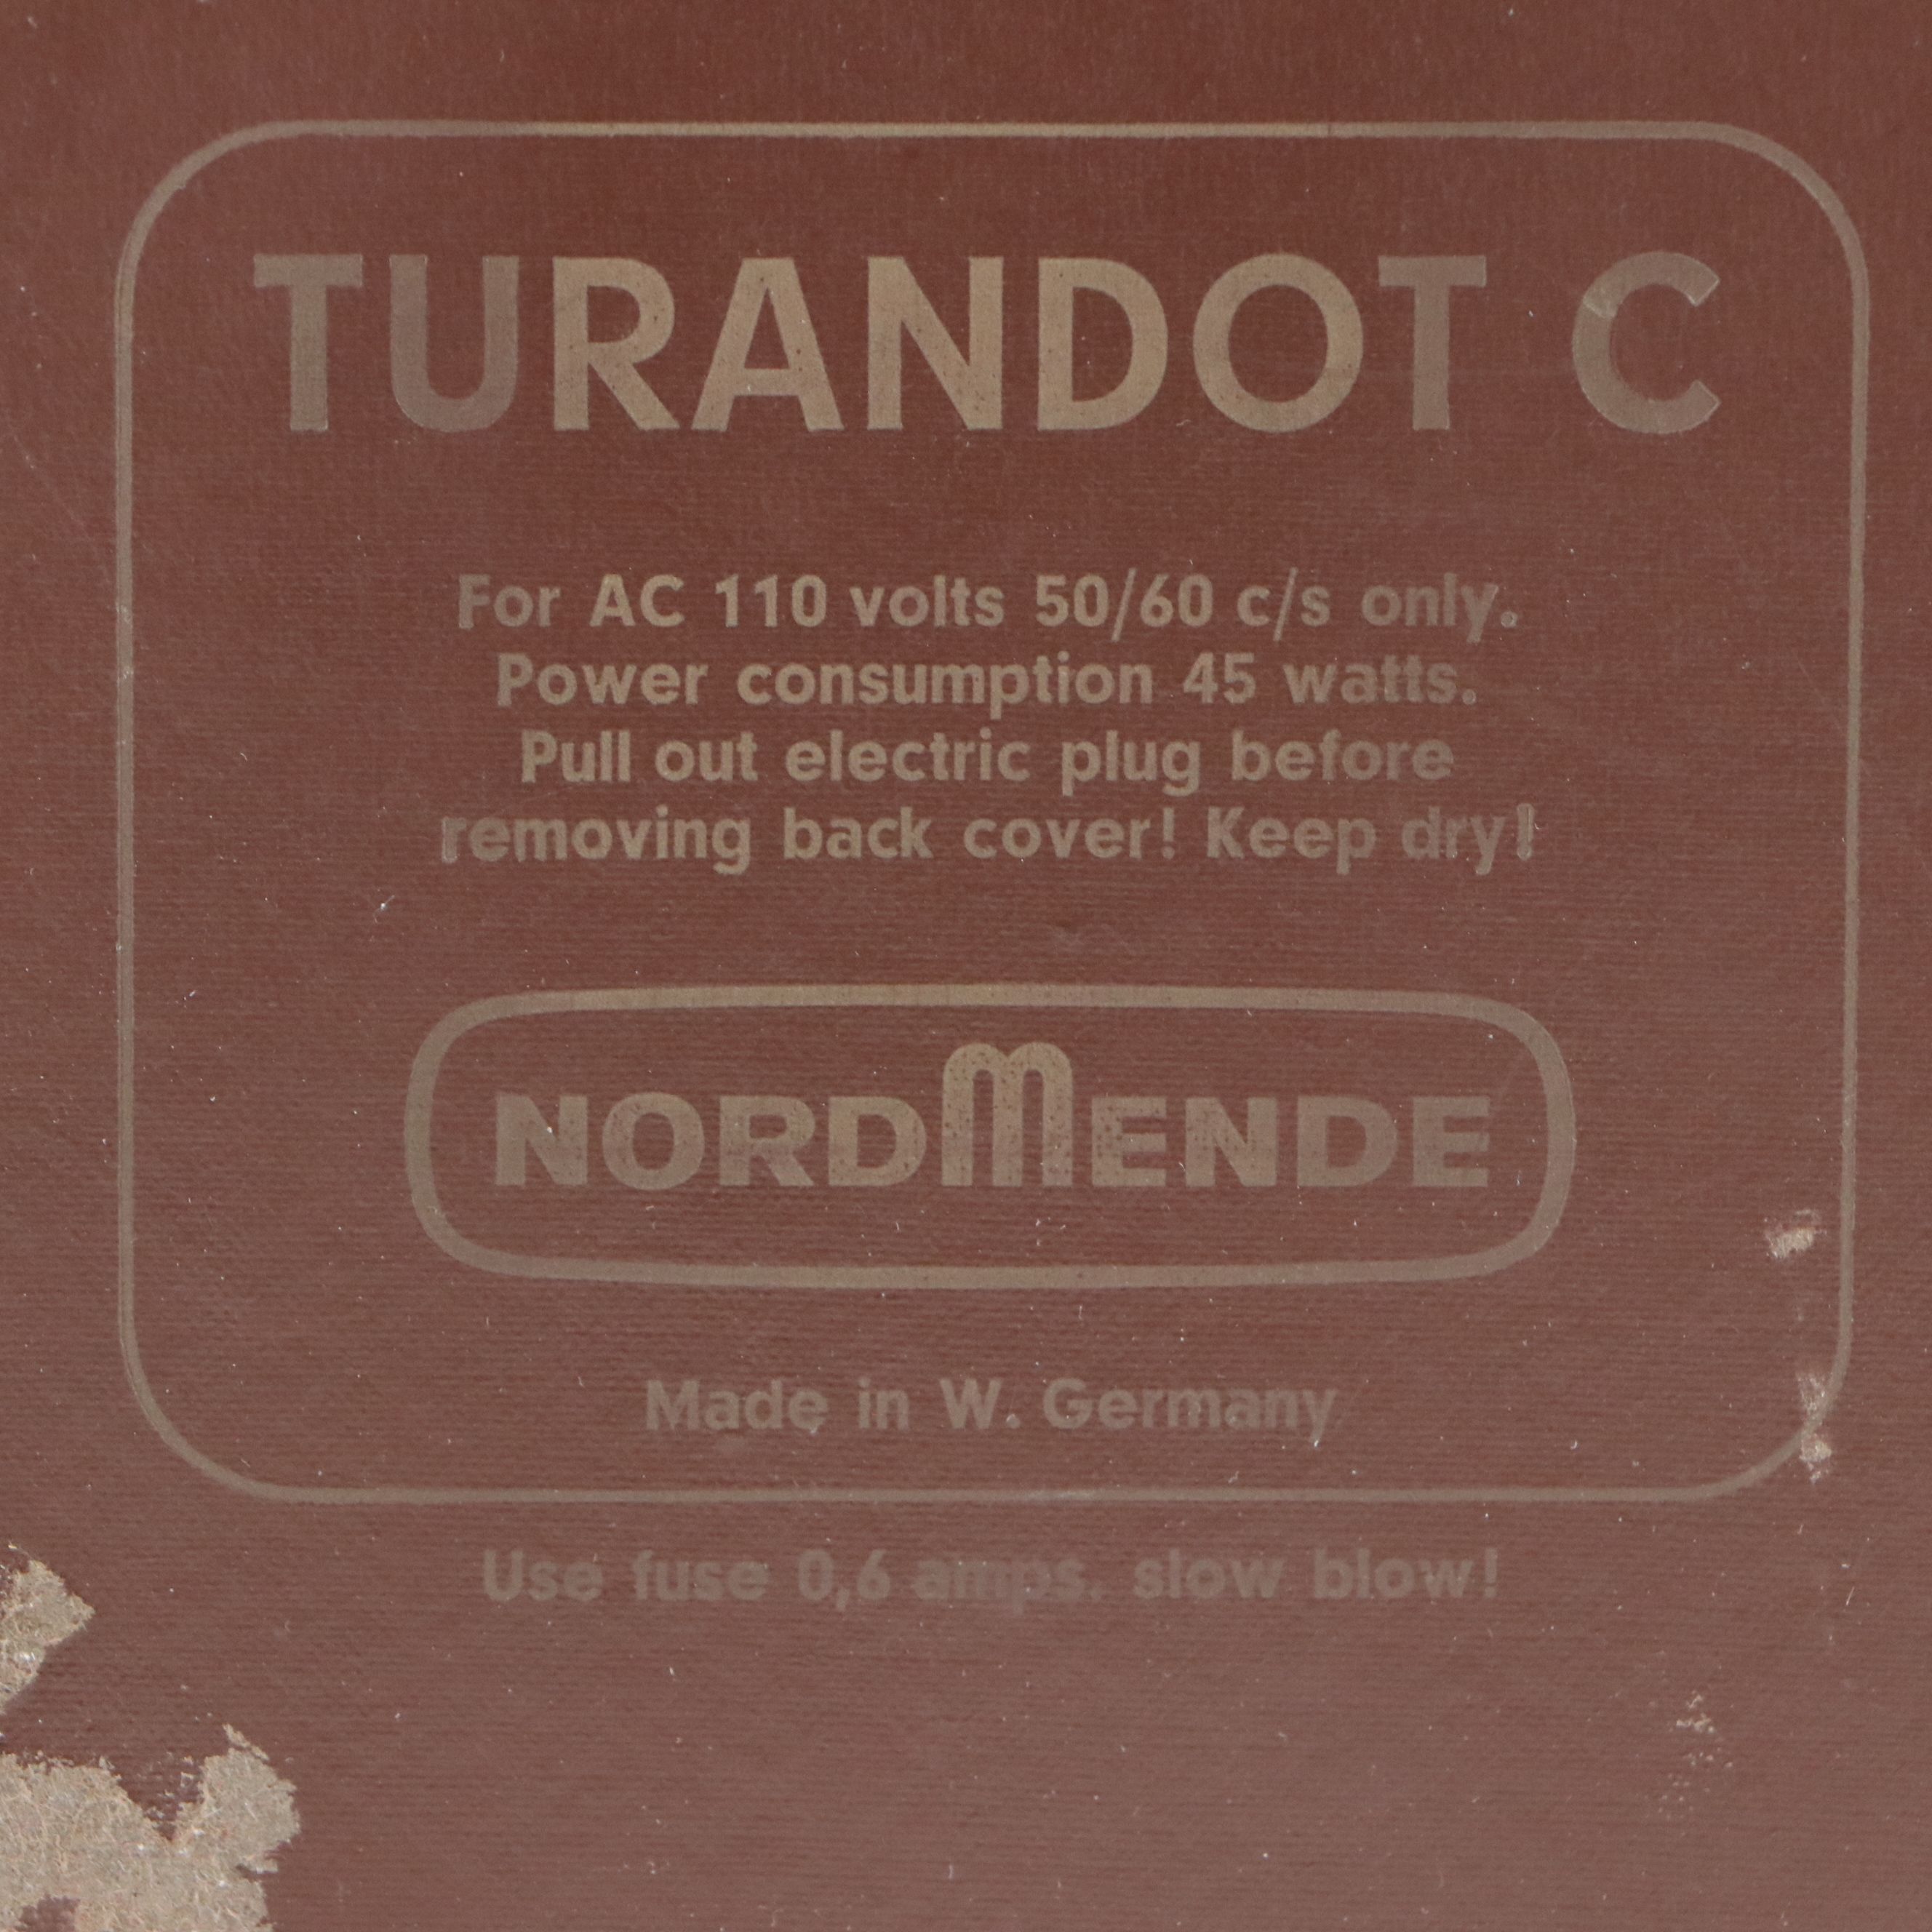 TURANDOT C
For AC 110 volts 50/60 c/s only.
Power consumption 45 watts.
Pull out electric plug before
removing back cover! Keep dry!
NORDMENDE
Made in W. Germany
Use fuse 0,6 amps. slow blow!